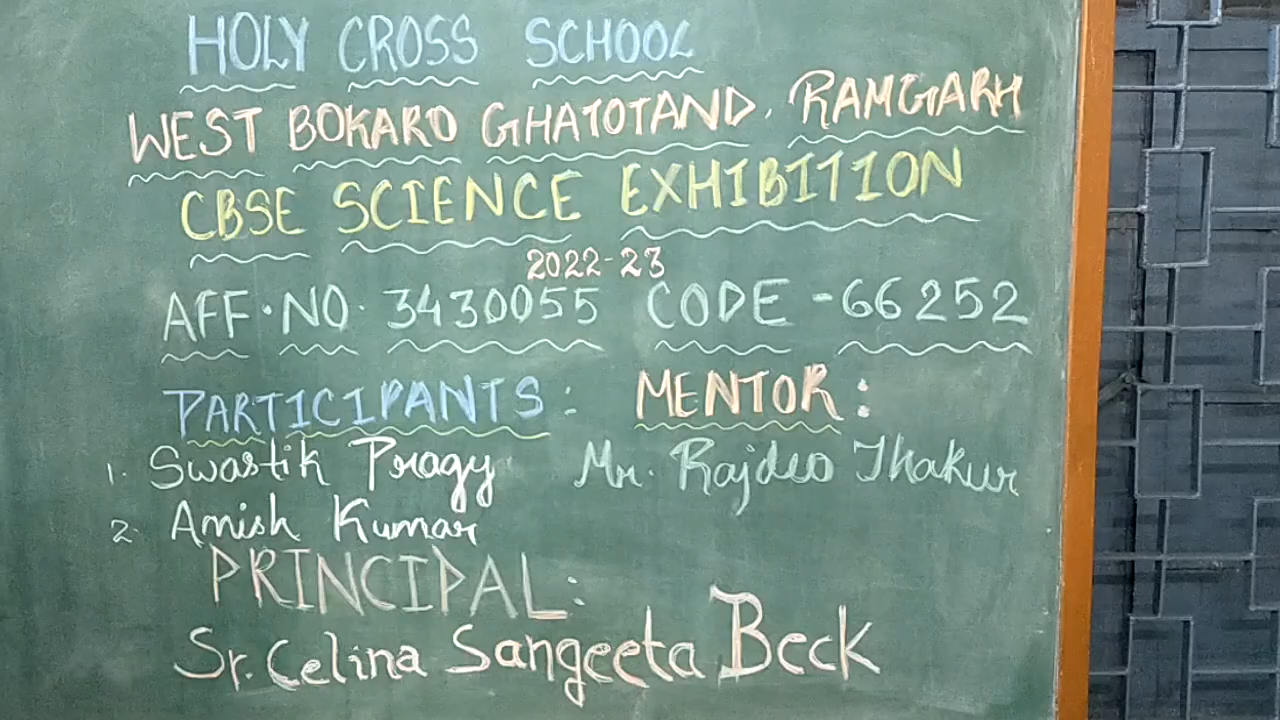 HOLY CROSS SCHOOL
WEST BOKARO GHATOTAND, RAMGARH
CBSE SCIENCE EXHIBITION
2022-23
AFF. NO. 3430055 CODE - 66252
PARTICIPANTS: MENTOR:
1. Swastik Pragy Mr. Rajdeo Thakur
2. Amish Kumar
PRINCIPAL:
Sr. Celina Sangeeta Beck